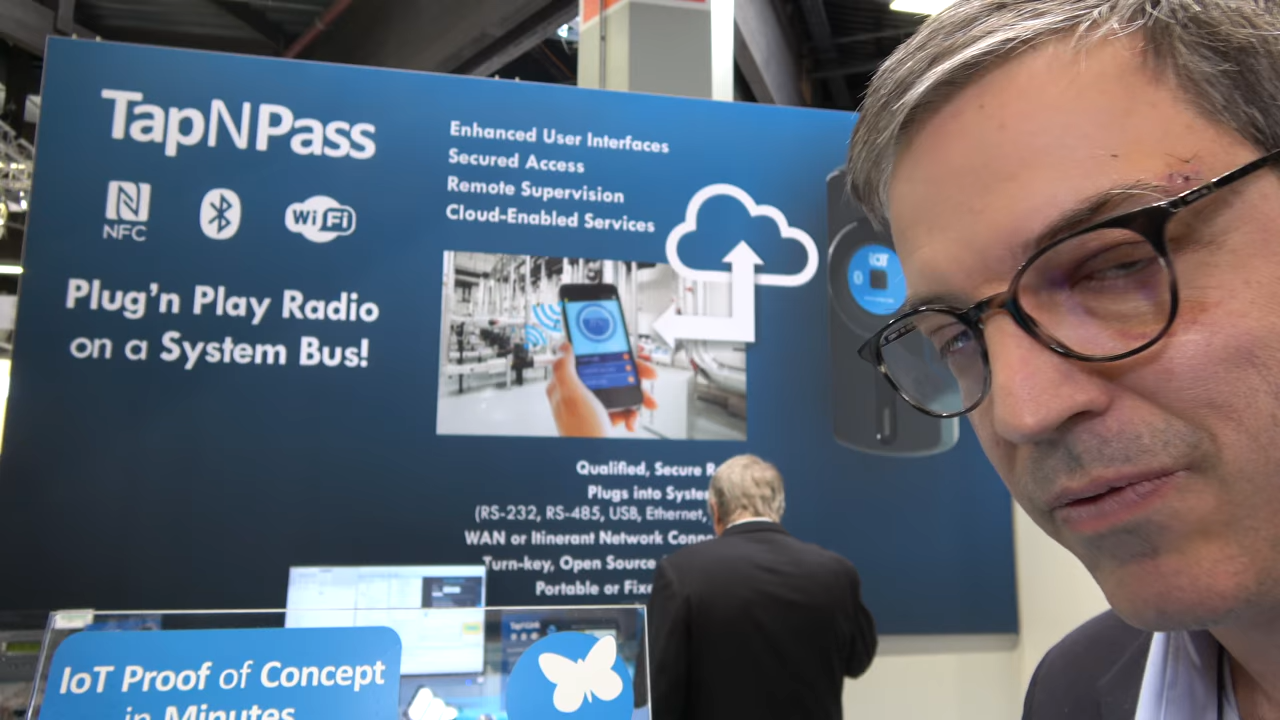 TapNPass
NFC
WiFi
Plug'n Play Radio
on a System Bus!
Enhanced User Interfaces
Secured Access
Remote Supervision
Cloud-Enabled Services
Qualified, Secure
Plugs into
(RS-232, RS-485, USB, Ethernet,
WAN or Itinerant Network
Turn-key, Open Source
Portable or
IoT Proof of Concept
in Minutes